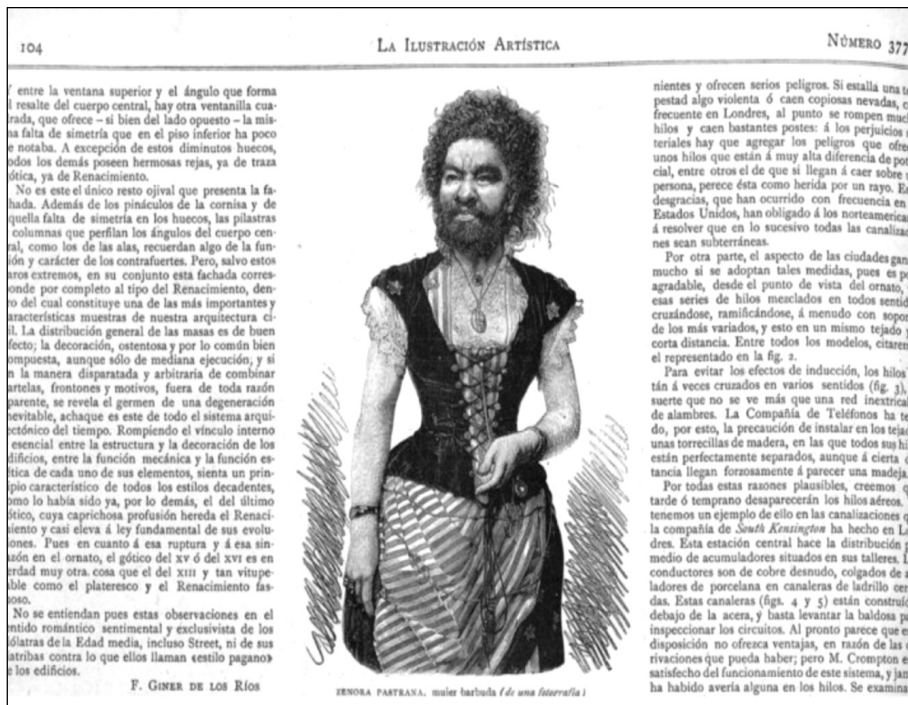 104
LA ILUSTRACIÓN ARTÍSTICA
NÚMERO 377
entre la ventana superior y el ángulo que forma
resalte del cuerpo central, hay otra ventanilla cua-
rada, que ofrece – si bien del lado opuesto – la mis-
a falta de simetría que en el piso inferior ha poco
e notaba. A excepción de estos diminutos huecos,
odos los demás poseen hermosas rejas, ya de traza
ótica, ya de Renacimiento.
No es este el único resto ojival que presenta la fa-
hada. Además de los pináculos de la cornisa y de
quella falta de simetría en los huecos, las pilastras
columnas que perfilan los ángulos del cuerpo cen-
ral, como los de las alas, recuerdan algo de la fun-
ión y carácter de los contrafuertes. Pero, salvo estos
aros extremos, en su conjunto esta fachada corres-
onde por completo al tipo del Renacimiento, den-
ro del cual constituye una de las más importantes y
aracterísticas muestras de nuestra arquitectura ci-
il. La distribución general de las masas es de buen
fecto; la decoración, ostentosa y por lo común bien
ompuesta, aunque sólo de mediana ejecución; y si
n la manera disparatada y arbitraria de combinar
artelas, frontones y motivos, fuera de toda razón
parente, se revela el germen de una degeneración
nevitable, achaque es este de todo el sistema arqui-
ectónico del tiempo. Rompiendo el vínculo interno
esencial entre la estructura y la decoración de los
dificios, entre la función mecánica y la función es-
ética de cada uno de sus elementos, sienta un prin-
ipio característico de todos los estilos decadentes,
omo lo había sido ya, por lo demás, el del último
ótico, cuya caprichosa profusión hereda el Renaci-
iento y casi eleva á ley fundamental de sus evolu-
ones. Pues en cuanto á esa ruptura y á esa sin-
azón en el ornato, el gótico del XV ó del XVI es en
erdad muy otra cosa que el del XIII y tan vitupe-
able como el plateresco y el Renacimiento fas-
oso.
No se entiendan pues estas observaciones en el
ntido romántico sentimental y exclusivista de los
ólatras de la Edad media, incluso Street, ni de sus
atribas contra lo que ellos llaman «estilo pagano»
e los edificios.
F. GINER DE LOS RÍOS
ZENORA PASTRANA, mujer barbuda (de una fotografía)
nientes y ofrecen serios peligros. Si estalla una te
pestad algo violenta ó caen copiosas nevadas, c
frecuente en Londres, al punto se rompen much
hilos y caen bastantes postes: á los perjuicios
teriales hay que agregar los peligros que ofre
unos hilos que están á muy alta diferencia de pot
cial, entre otros el de que si llegan á caer sobre
persona, perece ésta como herida por un rayo. E
desgracias, que han ocurrido con frecuencia en
Estados Unidos, han obligado á los norteamerica
á resolver que en lo sucesivo todas las canalizac
nes sean subterráneas.
Por otra parte, el aspecto de las ciudades gan
mucho si se adoptan tales medidas, pues es po
agradable, desde el punto de vista del ornato,
esas series de hilos mezclados en todos sentid
cruzándose, ramificándose, á menudo con sopor
de los más variados, y esto en un mismo tejado y
corta distancia. Entre todos los modelos, citarem
el representado en la fig. 2.
Para evitar los efectos de inducción, los hilos
tán á veces cruzados en varios sentidos (fig. 3),
suerte que no se ve más que una red inextrica
de alambres. La Compañía de Teléfonos ha te
do, por esto, la precaución de instalar en los tejad
unas torrecillas de madera, en las que todos sus hi
están perfectamente separados, aunque á cierta
tancia llegan forzosamente á parecer una madeja.
Por todas estas razones plausibles, creemos q
tarde ó temprano desaparecerán los hilos aéreos.
tenemos un ejemplo de ello en las canalizaciones q
la compañía de South Kensington ha hecho en L
dres. Esta estación central hace la distribución p
medio de acumuladores situados en sus talleres. L
conductores son de cobre desnudo, colgados de a
ladores de porcelana en canaleras de ladrillo cer
das. Estas canaleras (figs. 4 y 5) están construíd
debajo de la acera, y basta levantar la baldosa pa
inspeccionar los circuitos. Al pronto parece que e
disposición no ofrezca ventajas, en razón de las
rivaciones que pueda haber; pero M. Crompton e
satisfecho del funcionamiento de este sistema, y jam
ha habido avería alguna en los hilos. Se examina